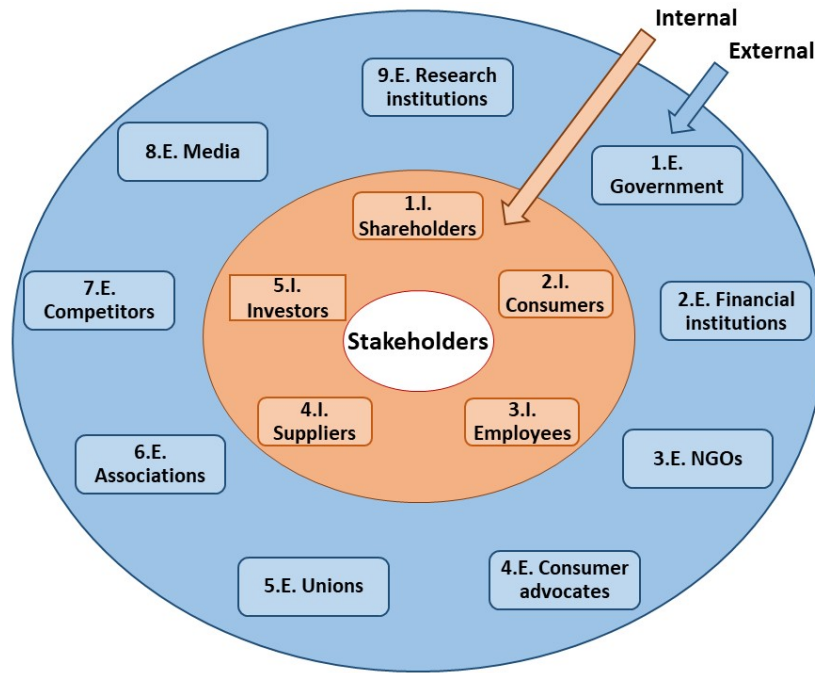 Internal
External
9.E. Research
institutions
8.E. Media
1.E.
Government
1.I.
Shareholders
7.E.
Competitors
5.I.
Investors
2.I.
Consumers
2.E. Financial
institutions
Stakeholders
4.I.
Suppliers
3.I.
Employees
6.E.
Associations
3.E. NGOs
5.E. Unions
4.E. Consumer
advocates